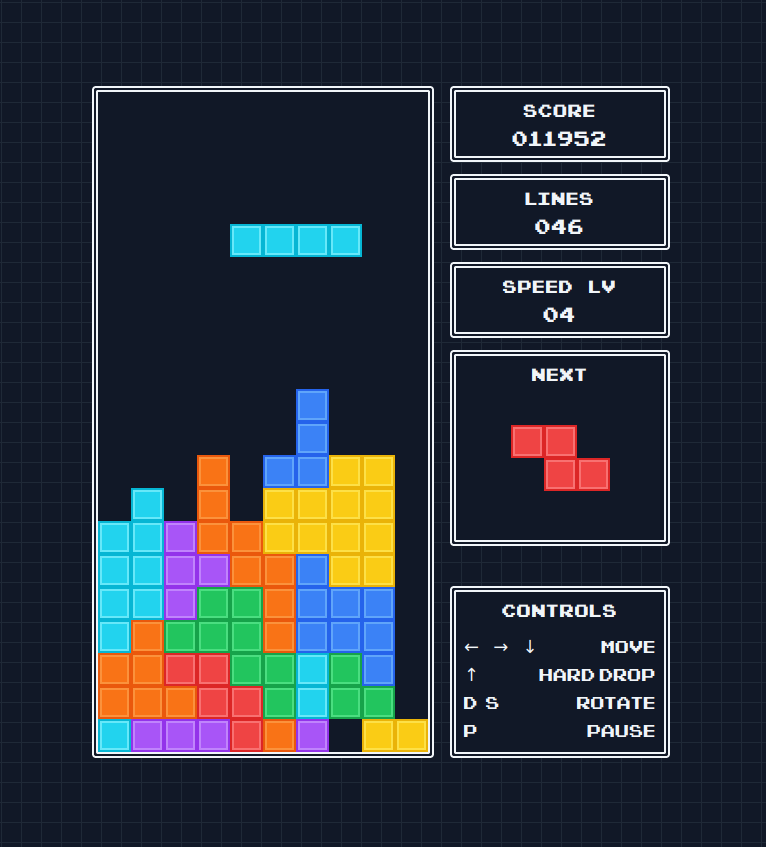 SCORE
011952
LINES
046
SPEED LV
04
NEXT
CONTROLS
← → ↓ MOVE
↑ HARD DROP
D S ROTATE
P PAUSE